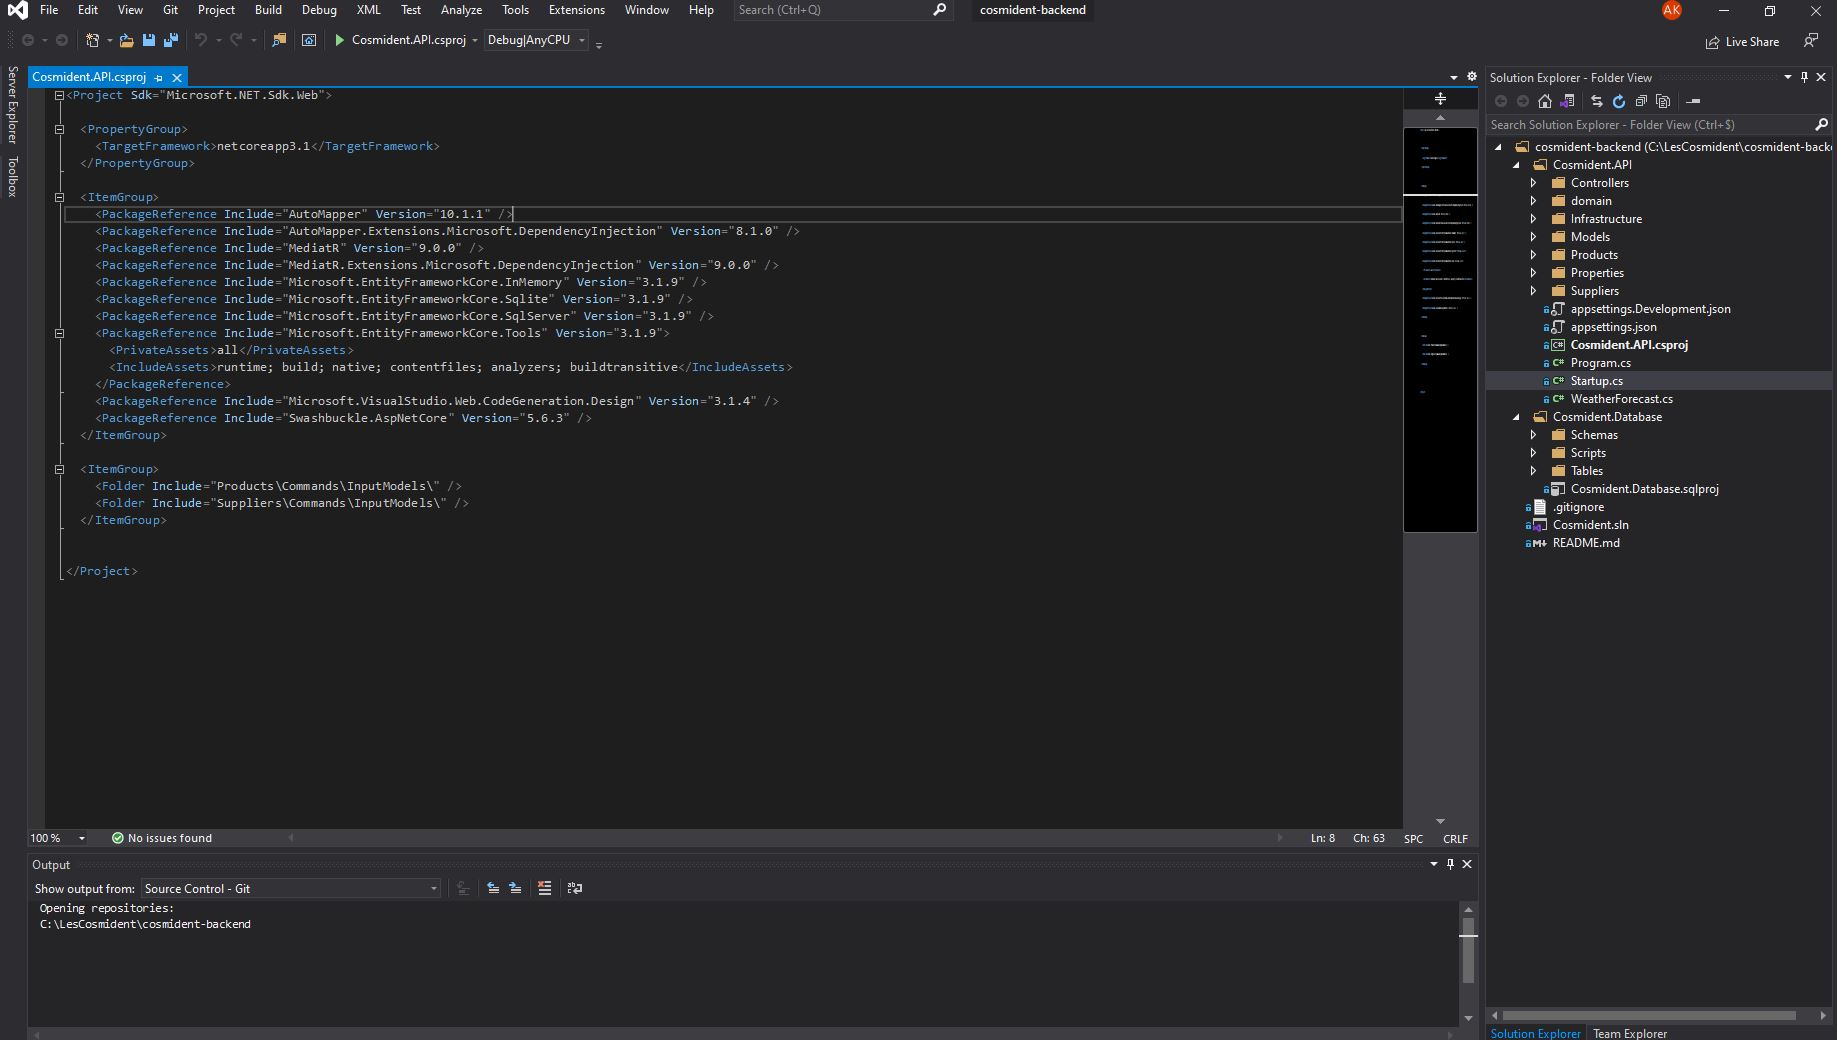 File Edit View Git Project Build Debug XML Test Analyze Tools Extensions Window Help Search (Ctrl+Q) cosmident-backend AK
Cosmident.API.csproj Debug|AnyCPU Live Share
Server Explorer
Toolbox
Cosmident.API.csproj
<Project Sdk="Microsoft.NET.Sdk.Web">
<PropertyGroup>
<TargetFramework>netcoreapp3.1</TargetFramework>
</PropertyGroup>
<ItemGroup>
<PackageReference Include="AutoMapper" Version="10.1.1" />
<PackageReference Include="AutoMapper.Extensions.Microsoft.DependencyInjection" Version="8.1.0" />
<PackageReference Include="MediatR" Version="9.0.0" />
<PackageReference Include="MediatR.Extensions.Microsoft.DependencyInjection" Version="9.0.0" />
<PackageReference Include="Microsoft.EntityFrameworkCore.InMemory" Version="3.1.9" />
<PackageReference Include="Microsoft.EntityFrameworkCore.Sqlite" Version="3.1.9" />
<PackageReference Include="Microsoft.EntityFrameworkCore.SqlServer" Version="3.1.9" />
<PackageReference Include="Microsoft.EntityFrameworkCore.Tools" Version="3.1.9">
<PrivateAssets>all</PrivateAssets>
<IncludeAssets>runtime; build; native; contentfiles; analyzers; buildtransitive</IncludeAssets>
</PackageReference>
<PackageReference Include="Microsoft.VisualStudio.Web.CodeGeneration.Design" Version="3.1.4" />
<PackageReference Include="Swashbuckle.AspNetCore" Version="5.6.3" />
</ItemGroup>
<ItemGroup>
<Folder Include="Products\Commands\InputModels\" />
<Folder Include="Suppliers\Commands\InputModels\" />
</ItemGroup>
</Project>
100 % No issues found Ln: 8 Ch: 63 SPC CRLF
Output
Show output from: Source Control - Git
Opening repositories:
C:\LesCosmident\cosmident-backend
Solution Explorer - Folder View
Search Solution Explorer - Folder View (Ctrl+$)
cosmident-backend (C:\LesCosmident\cosmident-backe
Cosmident.API
Controllers
domain
Infrastructure
Models
Products
Properties
Suppliers
appsettings.Development.json
appsettings.json
C# Cosmident.API.csproj
C# Program.cs
C# Startup.cs
C# WeatherForecast.cs
Cosmident.Database
Schemas
Scripts
Tables
Cosmident.Database.sqlproj
.gitignore
Cosmident.sln
M↓ README.md
Solution Explorer Team Explorer